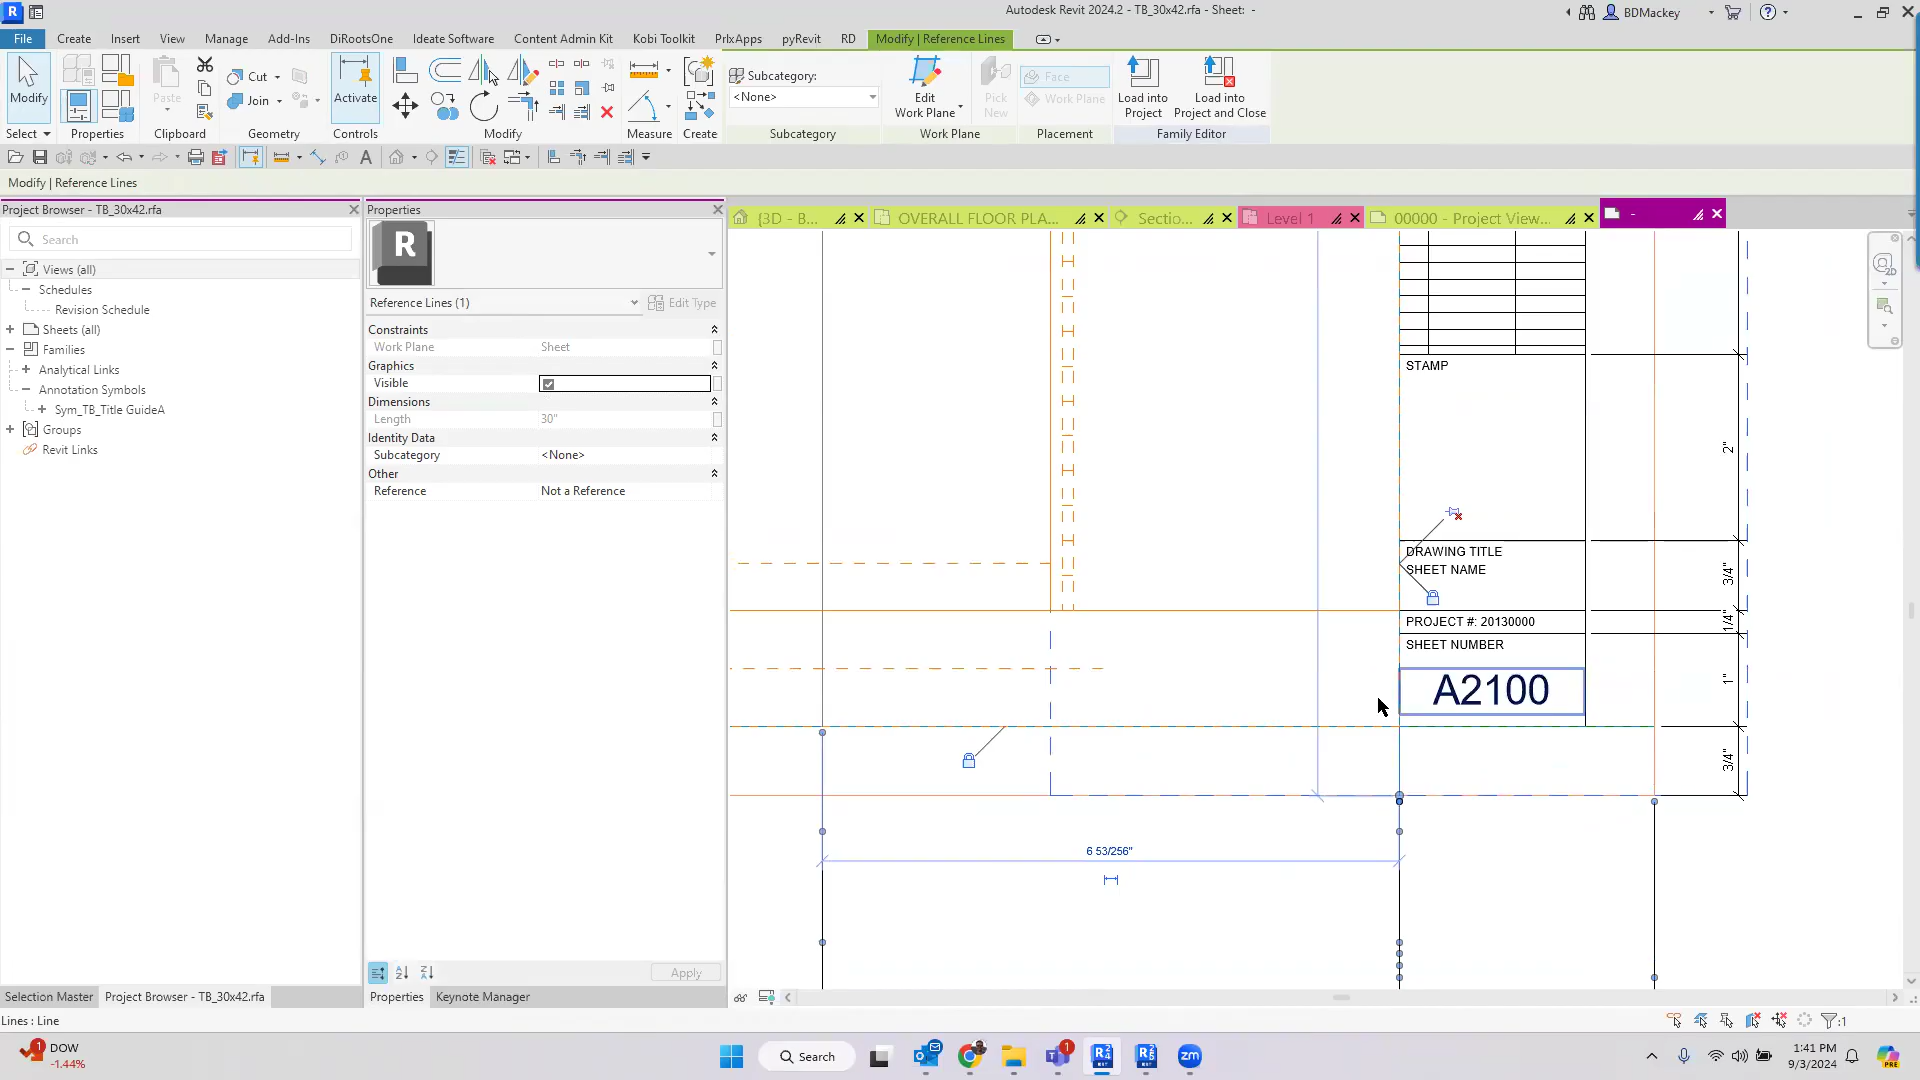 Autodesk Revit 2024.2 - TB_30x42.rfa - Sheet: -
BDMackey
File Create Insert View Manage Add-Ins DiRootsOne Ideate Software Content Admin Kit Kobi Toolkit PrlxApps pyRevit RD Modify | Reference Lines
Modify
Paste
Cut
Join
Activate
Subcategory:
<None>
Edit
Work Plane
Pick
New
Face
Work Plane
Load into
Project
Load into
Project and Close
Select Properties Clipboard Geometry Controls Modify Measure Create Subcategory Work Plane Placement Family Editor
Modify | Reference Lines
Project Browser - TB_30x42.rfa
Search
Views (all)
Schedules
Revision Schedule
Sheets (all)
Families
Analytical Links
Annotation Symbols
Sym_TB_Title GuideA
Groups
Revit Links
Properties
R
Reference Lines (1)
Edit Type
Constraints
Work Plane Sheet
Graphics
Visible
Dimensions
Length 30"
Identity Data
Subcategory <None>
Other
Reference Not a Reference
Apply
{3D - B... OVERALL FLOOR PLA... Sectio... Level 1 00000 - Project View... -
STAMP
2"
DRAWING TITLE
SHEET NAME
3/4"
PROJECT #: 20130000
1/4"
SHEET NUMBER
A2100
1"
3/4"
6 53/256"
2D
Selection Master Project Browser - TB_30x42.rfa Properties Keynote Manager
Lines : Line
:1
1
DOW
-1.44%
Search
1
zm
1:41 PM
9/3/2024
PRE